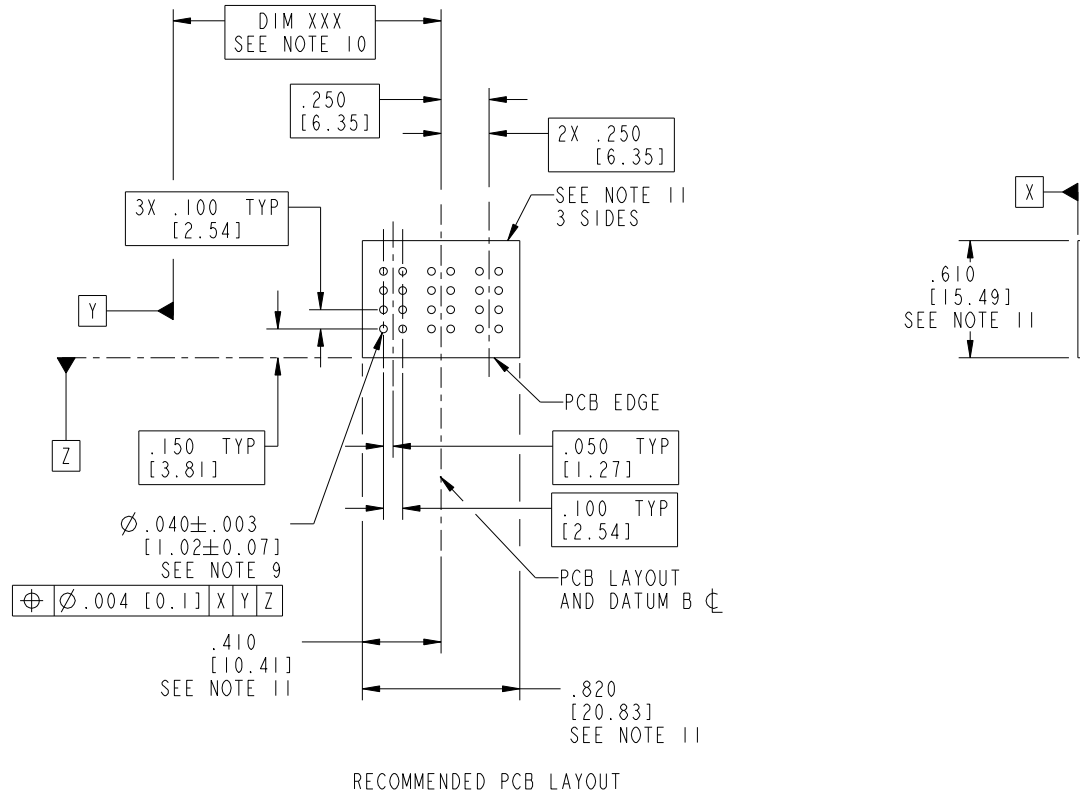 DIM XXX
SEE NOTE 10
.250
[6.35]
2X .250
[6.35]
SEE NOTE 11
3 SIDES
3X .100 TYP
[2.54]
X
Y
.610
[15.49]
SEE NOTE 11
PCB EDGE
Z
.150 TYP
[3.81]
.050 TYP
[1.27]
.100 TYP
[2.54]
Ø.040±.003
[1.02±0.07]
SEE NOTE 9
⌖ Ø.004 [0.1] X Y Z
PCB LAYOUT
AND DATUM B ℄
.410
[10.41]
SEE NOTE 11
.820
[20.83]
SEE NOTE 11
RECOMMENDED PCB LAYOUT